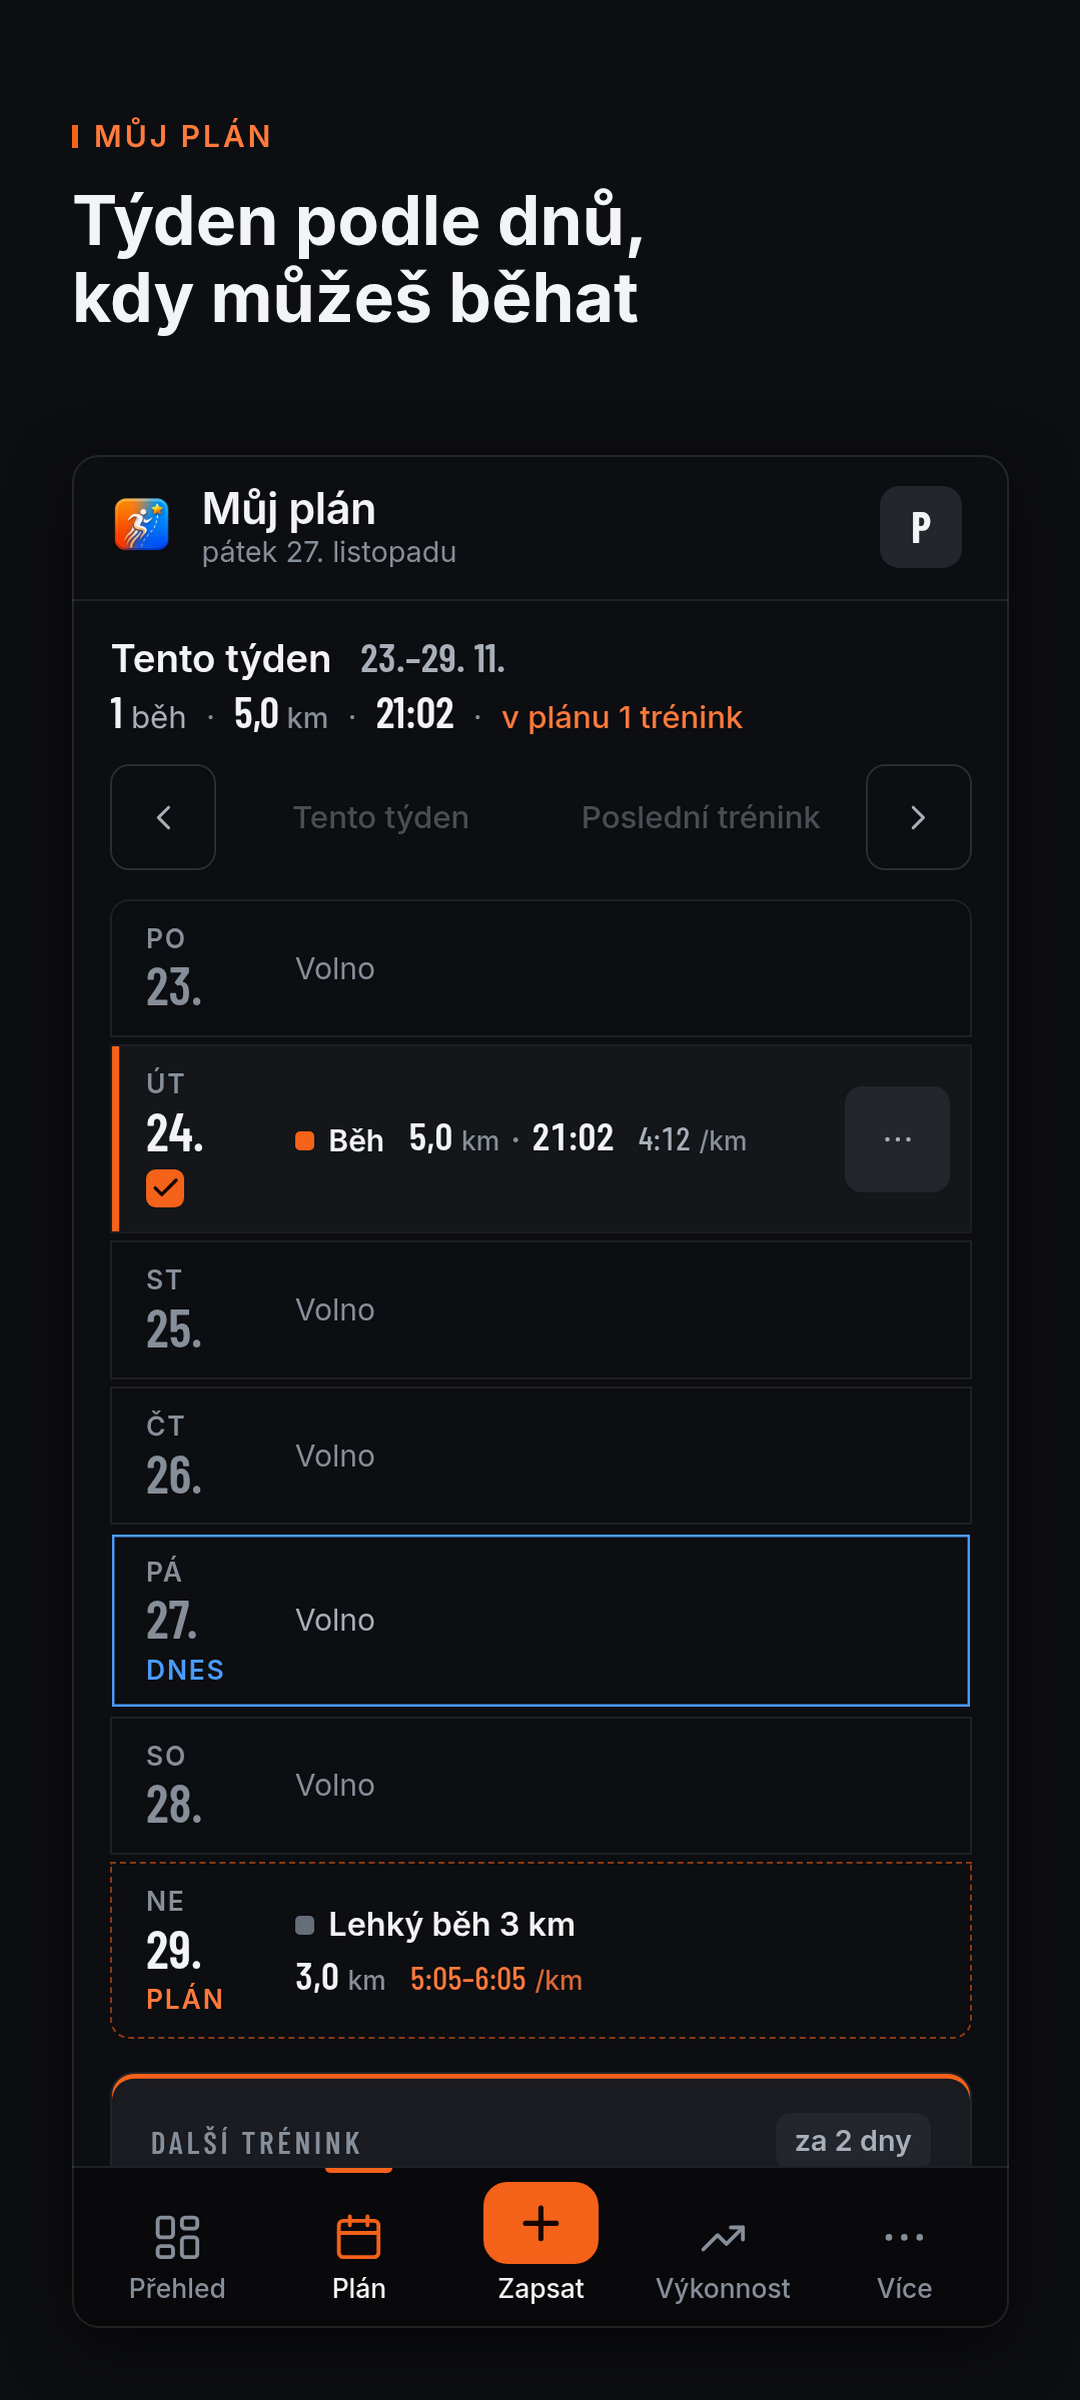 MŮJ PLÁN
Týden podle dnů,
kdy můžeš běhat
Můj plán
pátek 27. listopadu
P
Tento týden 23.–29. 11.
1 běh · 5,0 km · 21:02 · v plánu 1 trénink
Tento týden Poslední trénink
PO
23.
Volno
ÚT
24.
Běh 5,0 km · 21:02 4:12 /km
ST
25.
Volno
ČT
26.
Volno
PÁ
27.
DNES
Volno
SO
28.
Volno
NE
29.
PLÁN
Lehký běh 3 km
3,0 km 5:05–6:05 /km
DALŠÍ TRÉNINK za 2 dny
Přehled Plán Zapsat Výkonnost Více